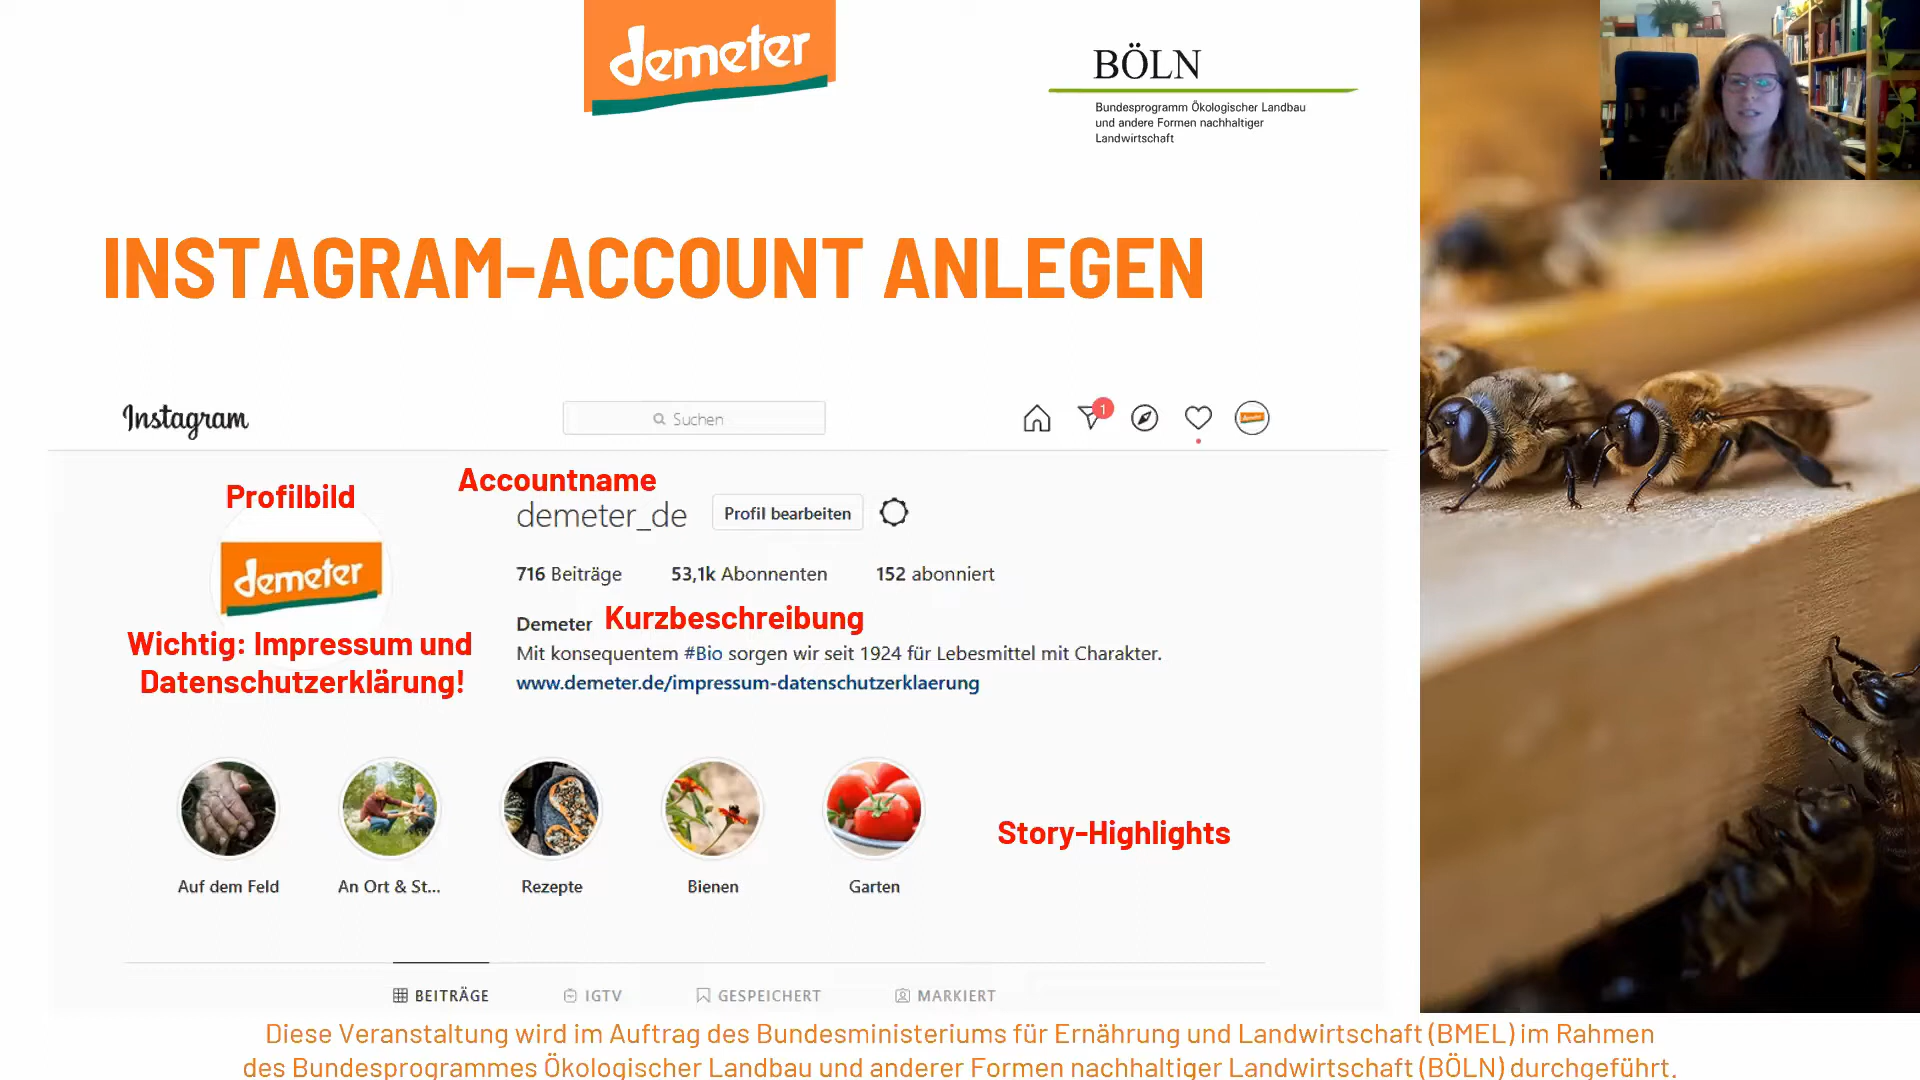 demeter
BÖLN
Bundesprogramm Ökologischer Landbau
und andere Formen nachhaltiger
Landwirtschaft
INSTAGRAM-ACCOUNT ANLEGEN
Instagram
Suchen
1
demeter
Profilbild
Accountname
demeter_de
Profil bearbeiten
demeter
716 Beiträge 53,1k Abonnenten 152 abonniert
Demeter Kurzbeschreibung
Wichtig: Impressum und
Datenschutzerklärung!
Mit konsequentem #Bio sorgen wir seit 1924 für Lebesmittel mit Charakter.
www.demeter.de/impressum-datenschutzerklaerung
Story-Highlights
Auf dem Feld
An Ort & St...
Rezepte
Bienen
Garten
BEITRÄGE
IGTV
GESPEICHERT
MARKIERT
Diese Veranstaltung wird im Auftrag des Bundesministeriums für Ernährung und Landwirtschaft (BMEL) im Rahmen
des Bundesprogrammes Ökologischer Landbau und anderer Formen nachhaltiger Landwirtschaft (BÖLN) durchgeführt.